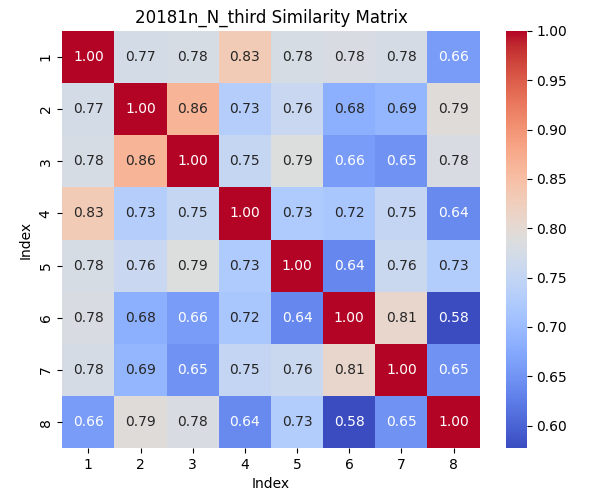 20181n_N_third Similarity Matrix
1 1.00 0.77 0.78 0.83 0.78 0.78 0.78 0.66
2 0.77 1.00 0.86 0.73 0.76 0.68 0.69 0.79
3 0.78 0.86 1.00 0.75 0.79 0.66 0.65 0.78
4 0.83 0.73 0.75 1.00 0.73 0.72 0.75 0.64
5 0.78 0.76 0.79 0.73 1.00 0.64 0.76 0.73
6 0.78 0.68 0.66 0.72 0.64 1.00 0.81 0.58
7 0.78 0.69 0.65 0.75 0.76 0.81 1.00 0.65
8 0.66 0.79 0.78 0.64 0.73 0.58 0.65 1.00
1 2 3 4 5 6 7 8
Index
Index
1.00
0.95
0.90
0.85
0.80
0.75
0.70
0.65
0.60